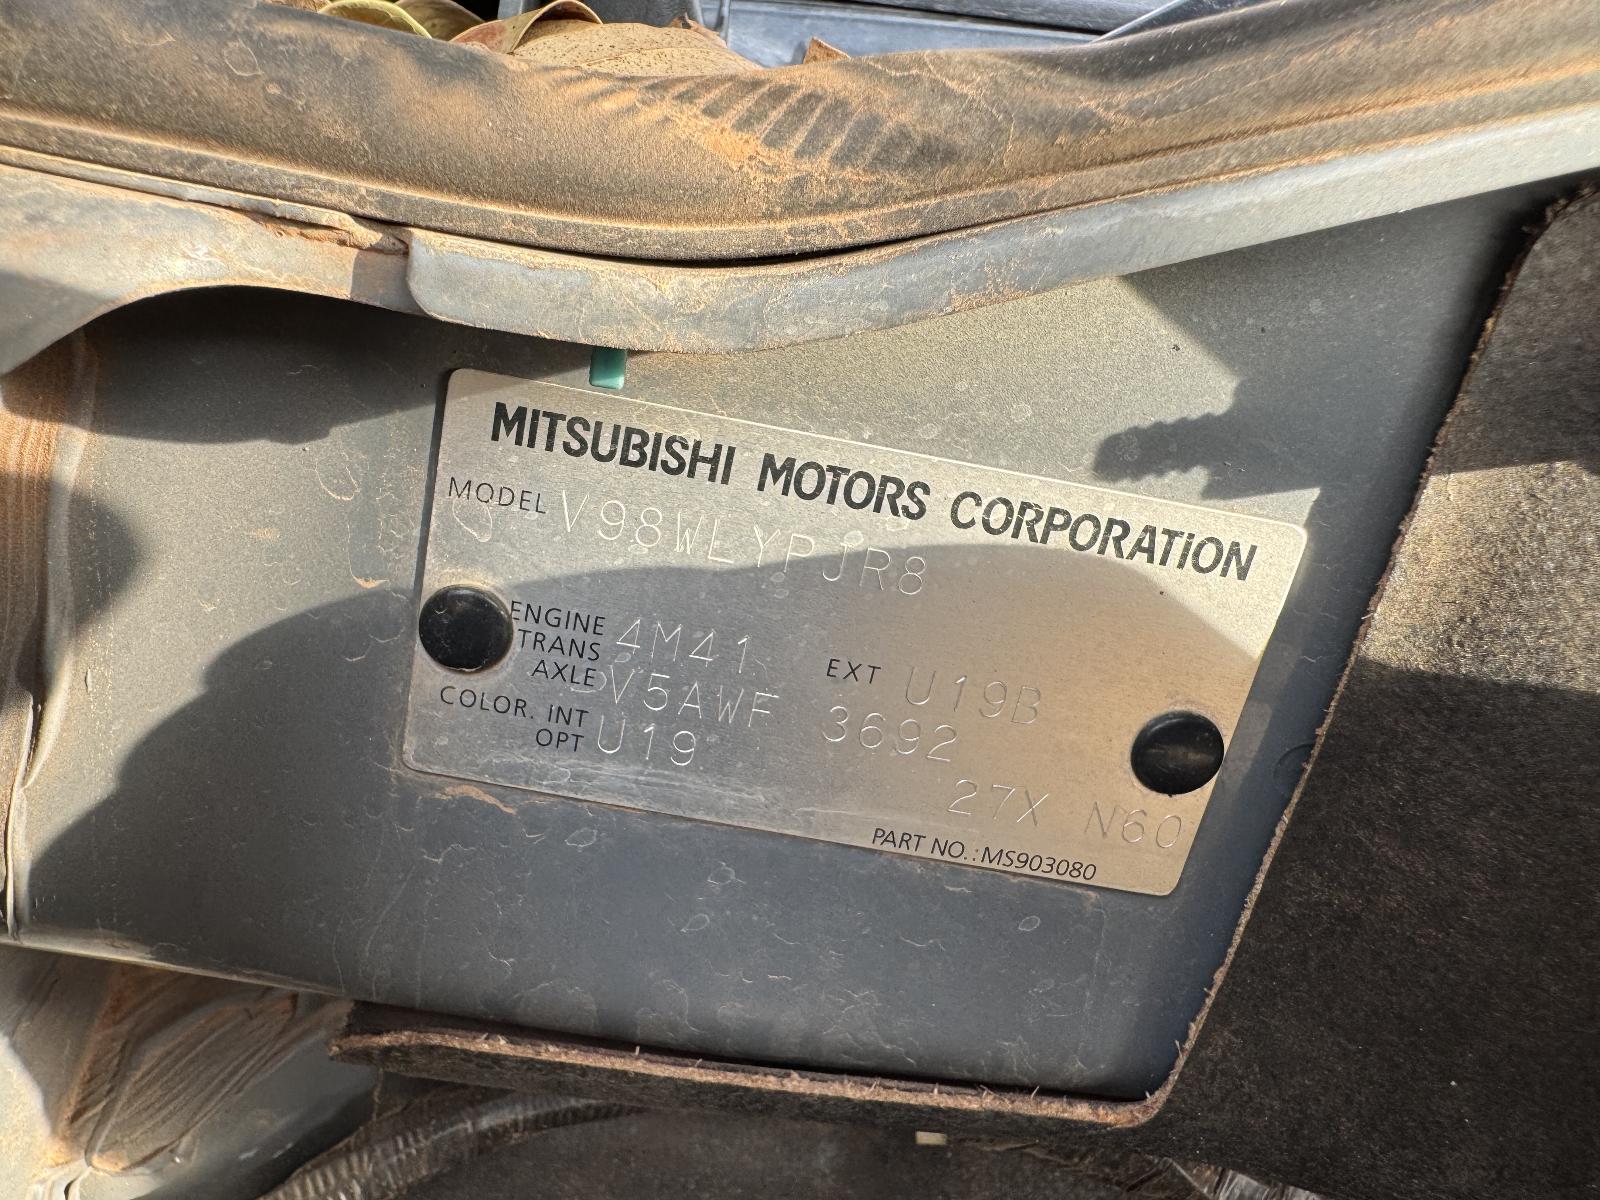 MITSUBISHI MOTORS CORPORATION
MODEL V98WLYPJR8
ENGINE 4M41 EXT U19B
TRANS AXLE V5AWF 3692
COLOR. INT OPT U19
27X N60
PART NO.: MS903080